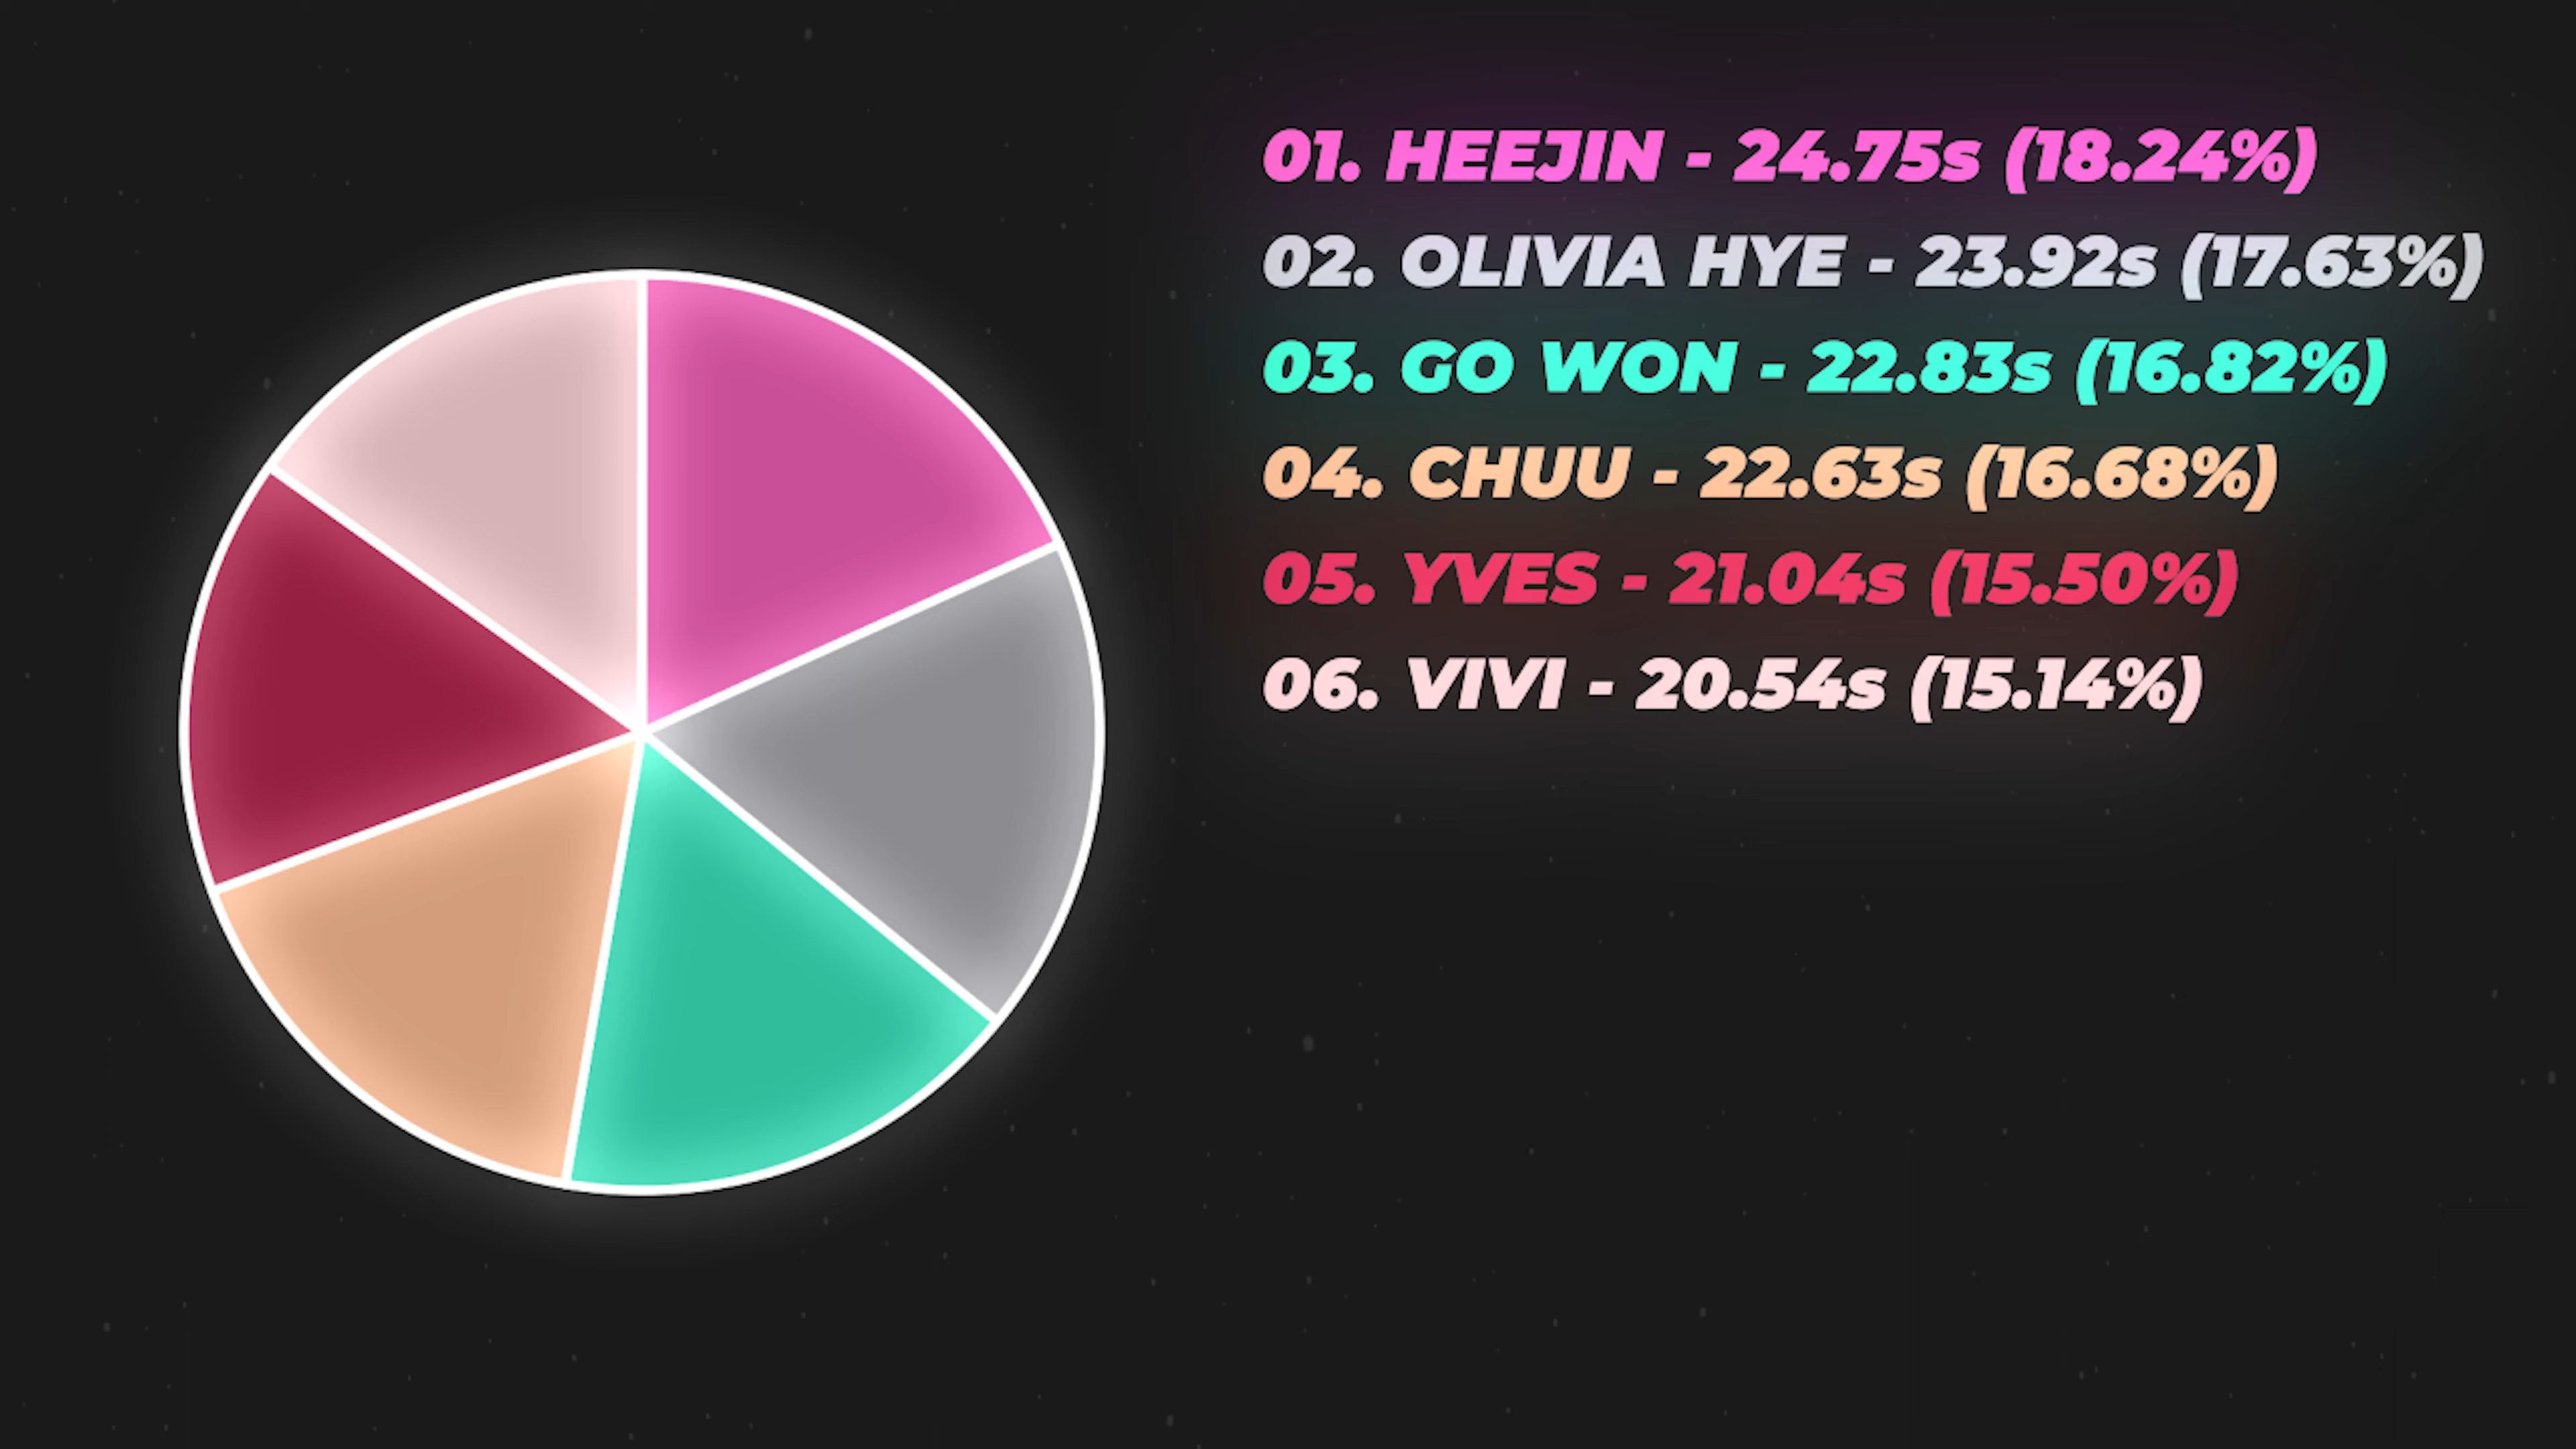 01. HEEJIN - 24.75s (18.24%)
02. OLIVIA HYE - 23.92s (17.63%)
03. GO WON - 22.83s (16.82%)
04. CHUU - 22.63s (16.68%)
05. YVES - 21.04s (15.50%)
06. VIVI - 20.54s (15.14%)